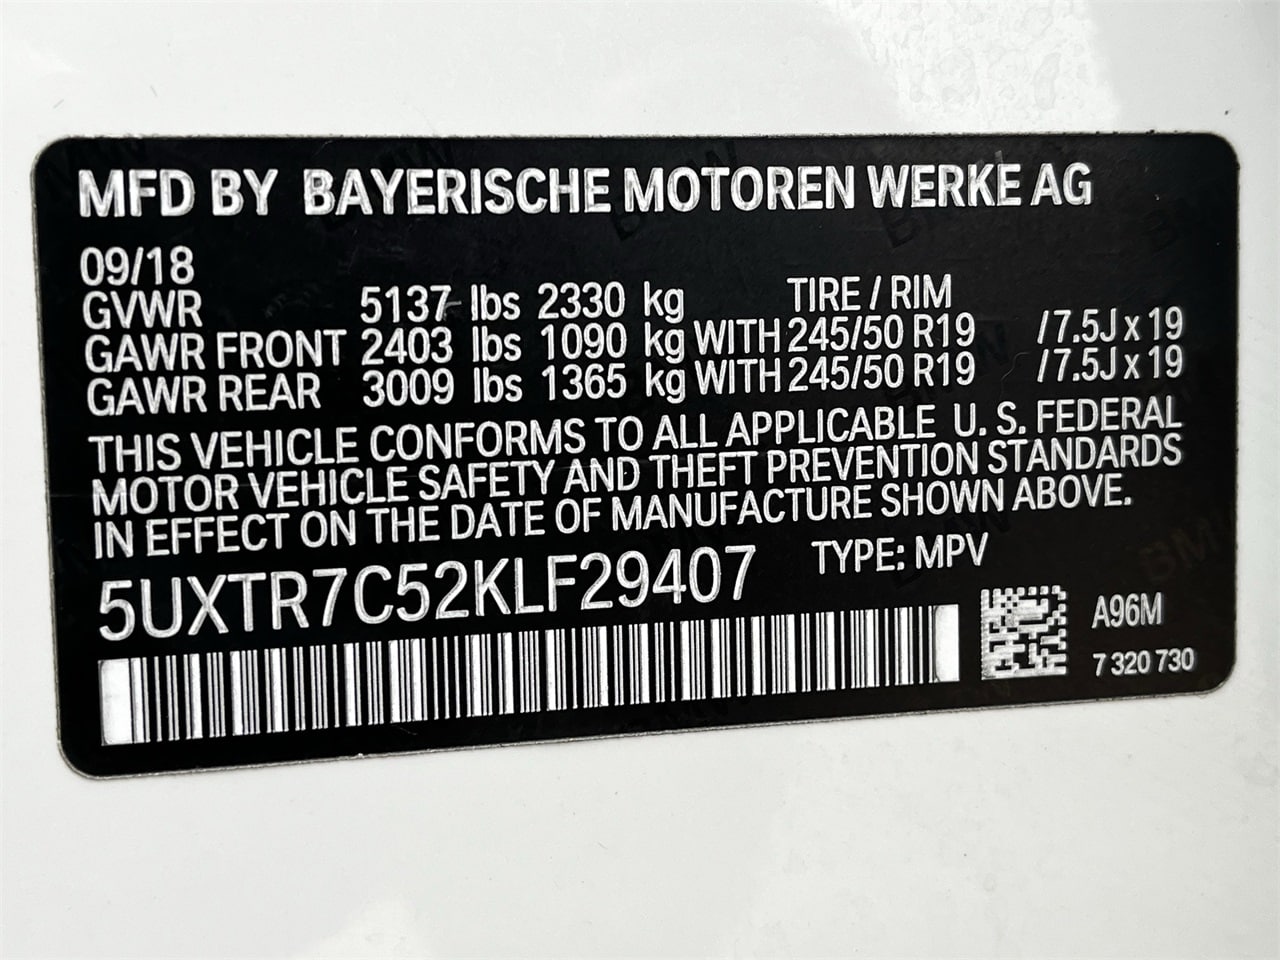 MFD BY BAYERISCHE MOTOREN WERKE AG
09/18
GVWR 5137 lbs 2330 kg TIRE / RIM
GAWR FRONT 2403 lbs 1090 kg WITH 245/50 R19 /7.5J x 19
GAWR REAR 3009 lbs 1365 kg WITH 245/50 R19 /7.5J x 19
THIS VEHICLE CONFORMS TO ALL APPLICABLE U. S. FEDERAL
MOTOR VEHICLE SAFETY AND THEFT PREVENTION STANDARDS
IN EFFECT ON THE DATE OF MANUFACTURE SHOWN ABOVE.
5UXTR7C52KLF29407 TYPE: MPV
A96M
7 320 730